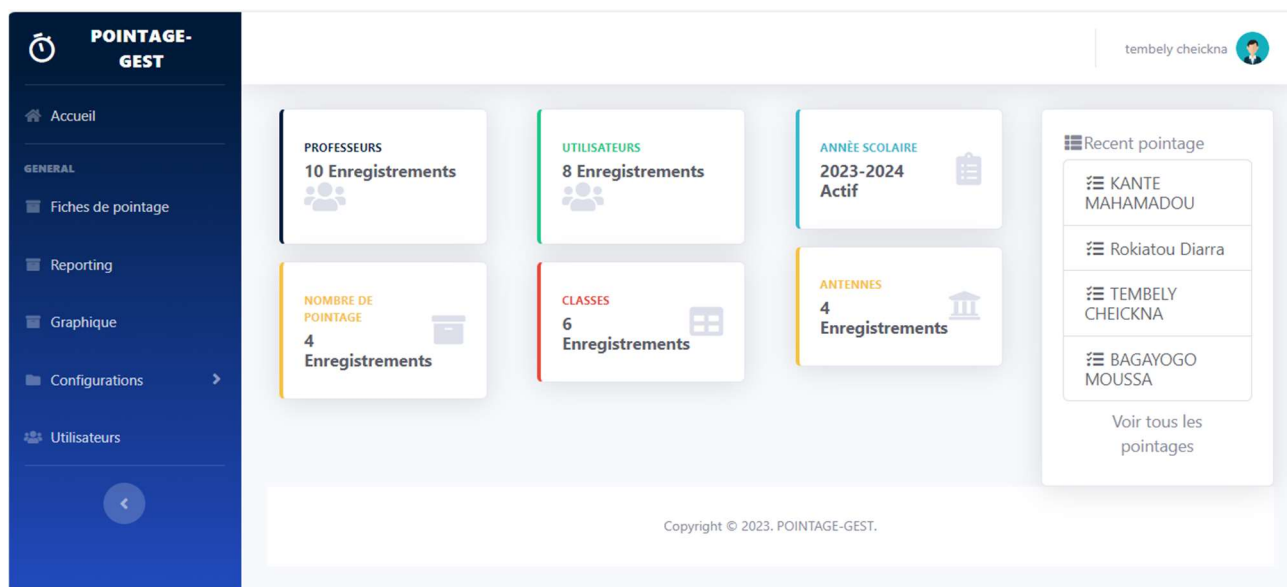 POINTAGE-
GEST
tembely cheickna
Accueil
GENERAL
Fiches de pointage
Reporting
Graphique
Configurations
Utilisateurs
PROFESSEURS
10 Enregistrements
UTILISATEURS
8 Enregistrements
ANNÈE SCOLAIRE
2023-2024
Actif
NOMBRE DE
POINTAGE
4
Enregistrements
CLASSES
6
Enregistrements
ANTENNES
4
Enregistrements
Recent pointage
KANTE
MAHAMADOU
Rokiatou Diarra
TEMBELY
CHEICKNA
BAGAYOGO
MOUSSA
Voir tous les
pointages
Copyright © 2023. POINTAGE-GEST.